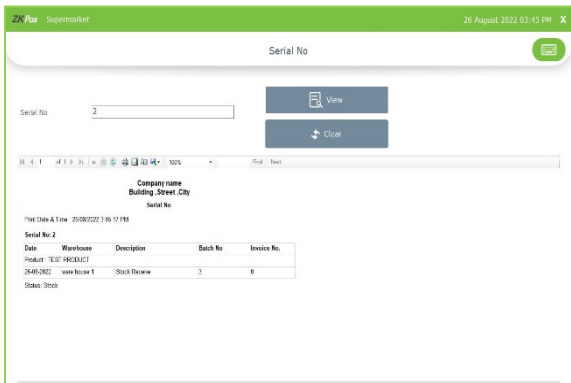 ZKPos Supermarket 26 August 2022 03:45 PM X
Serial No
Serial No 2 View
Clear
1 of 1 100% Find Next
Company name
Building ,Street ,City
Serial No
Print Date & Time : 26/08/2022 3:45:17 PM
Serial No: 2
Date Warehouse Description Batch No Invoice No.
Product : TEST PRODUCT
26-08-2022 ware house 1 Stock Receive 3 0
Status: Stock